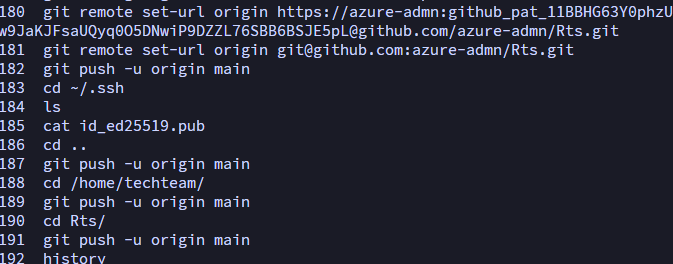 180 git remote set-url origin https://azure-admn:github_pat_11BBHG63Y0phzU
w9JaKJFsaUQyq0O5DNwiP9DZZL76SBB6BSJE5pL@github.com/azure-admn/Rts.git
181 git remote set-url origin git@github.com:azure-admn/Rts.git
182 git push -u origin main
183 cd ~/.ssh
184 ls
185 cat id_ed25519.pub
186 cd ..
187 git push -u origin main
188 cd /home/techteam/
189 git push -u origin main
190 cd Rts/
191 git push -u origin main
192 history